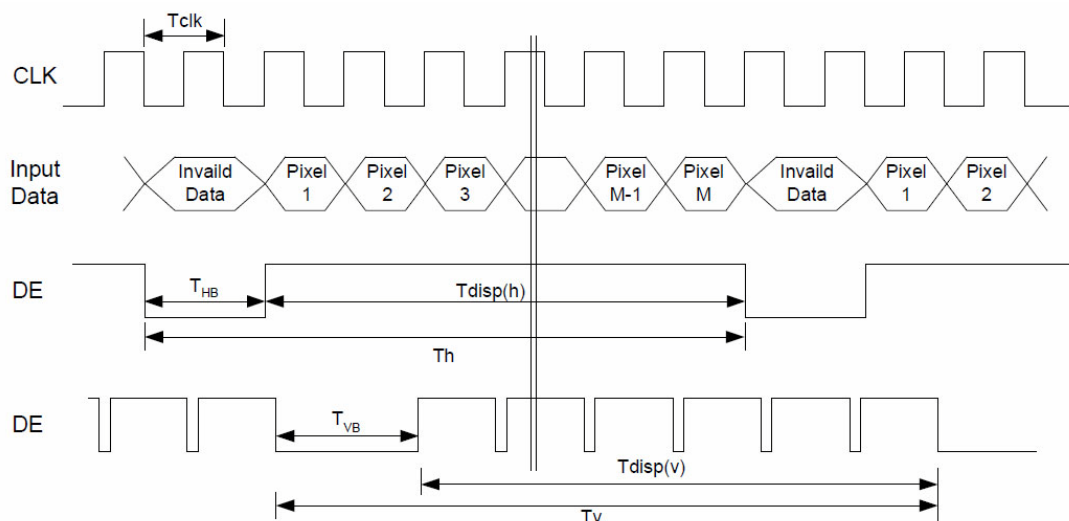 Tclk
CLK
Input
Data
Invaild
Data
Pixel
1
Pixel
2
Pixel
3
Pixel
M-1
Pixel
M
Invaild
Data
Pixel
1
Pixel
2
DE
THB
Tdisp(h)
Th
DE
TVB
Tdisp(v)
Tv